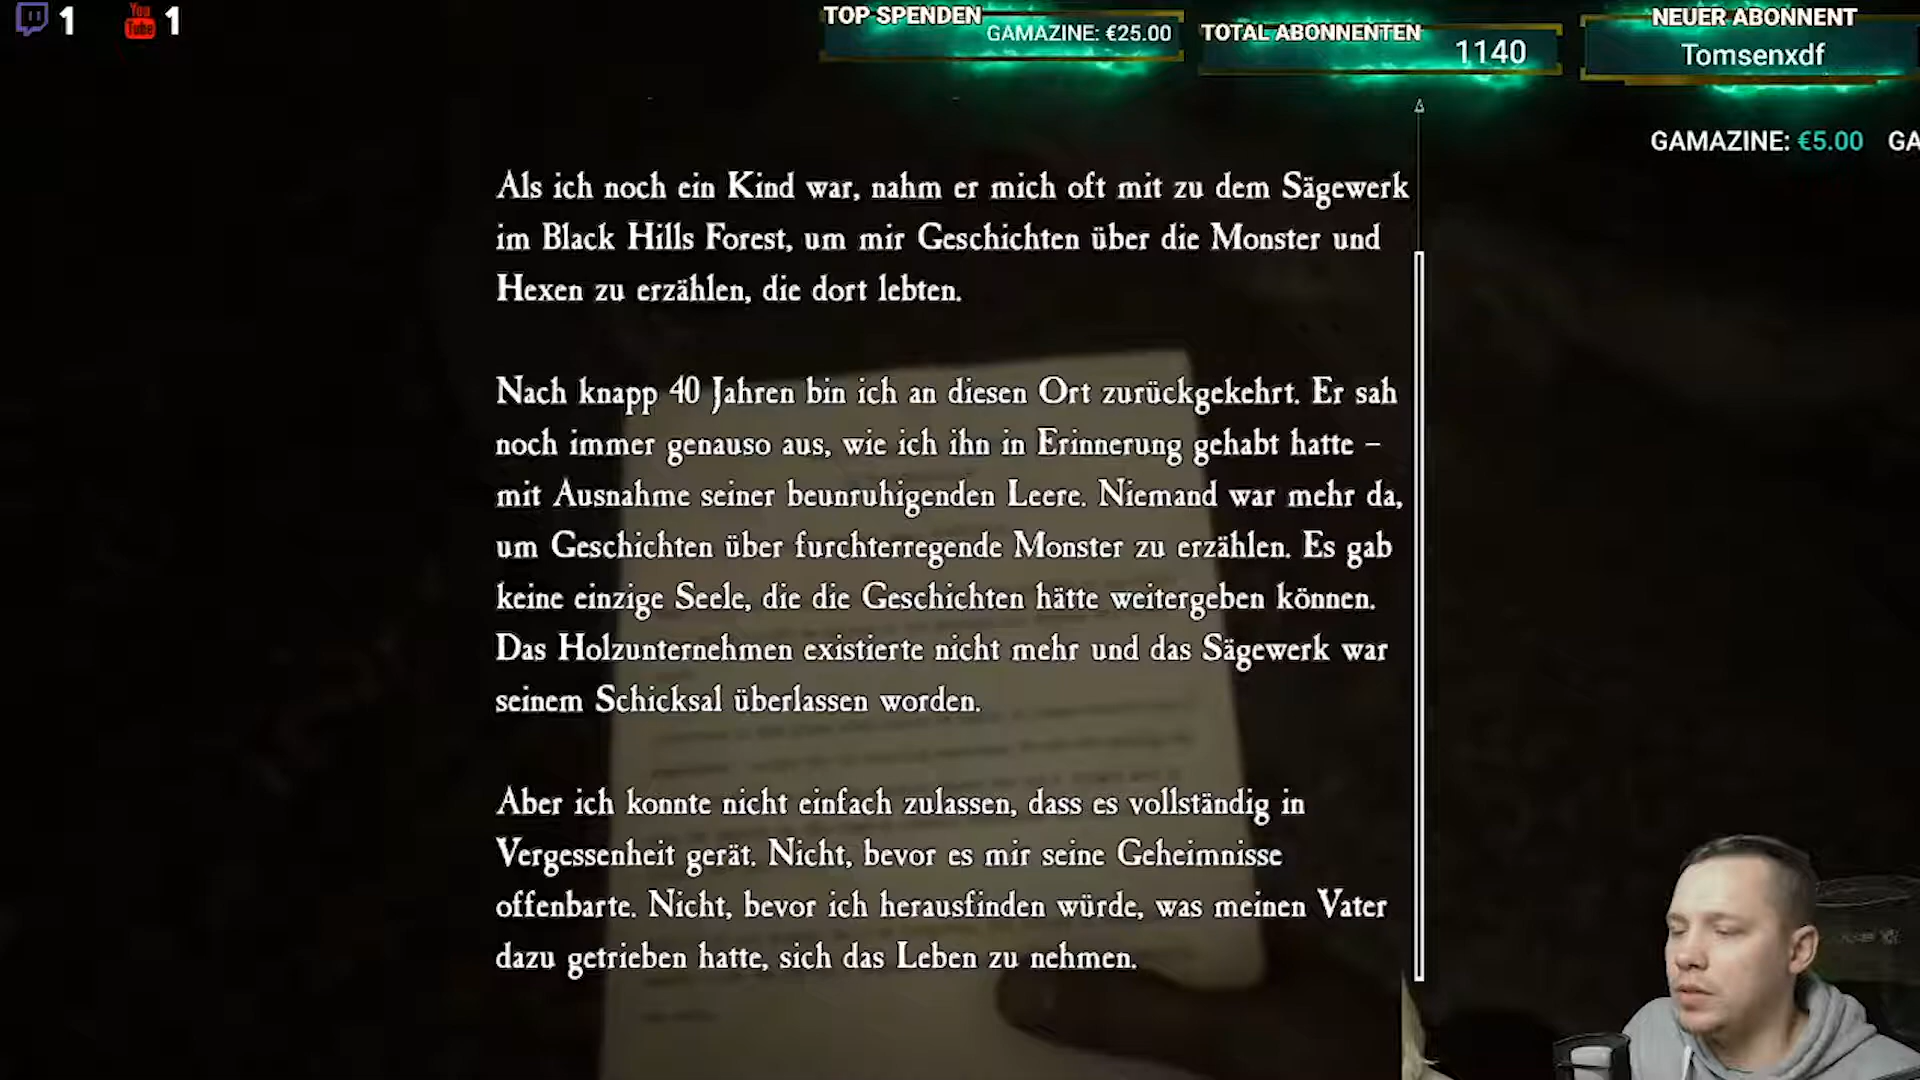 1
You
Tube
1
TOP SPENDEN
GAMAZINE: €25.00
TOTAL ABONNENTEN
1140
NEUER ABONNENT
Tomsenxdf
GAMAZINE: €5.00 GA
Als ich noch ein Kind war, nahm er mich oft mit zu dem Sägewerk
im Black Hills Forest, um mir Geschichten über die Monster und
Hexen zu erzählen, die dort lebten.
Nach knapp 40 Jahren bin ich an diesen Ort zurückgekehrt. Er sah
noch immer genauso aus, wie ich ihn in Erinnerung gehabt hatte –
mit Ausnahme seiner beunruhigenden Leere. Niemand war mehr da,
um Geschichten über furchterregende Monster zu erzählen. Es gab
keine einzige Seele, die die Geschichten hätte weitergeben können.
Das Holzunternehmen existierte nicht mehr und das Sägewerk war
seinem Schicksal überlassen worden.
Aber ich konnte nicht einfach zulassen, dass es vollständig in
Vergessenheit gerät. Nicht, bevor es mir seine Geheimnisse
offenbarte. Nicht, bevor ich herausfinden würde, was meinen Vater
dazu getrieben hatte, sich das Leben zu nehmen.